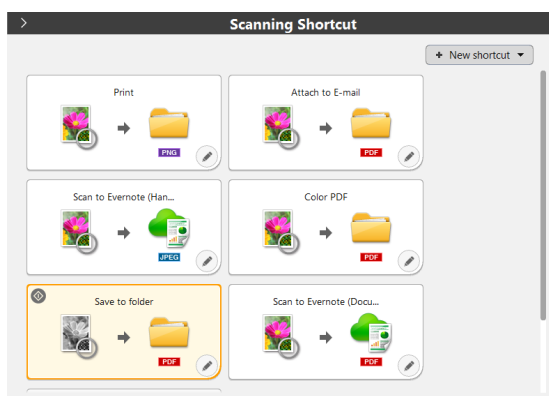 Scanning Shortcut
+ New shortcut
Print
PNG
Attach to E-mail
PDF
Scan to Evernote (Han...
JPEG
Color PDF
PDF
Save to folder
PDF
Scan to Evernote (Docu...
PDF